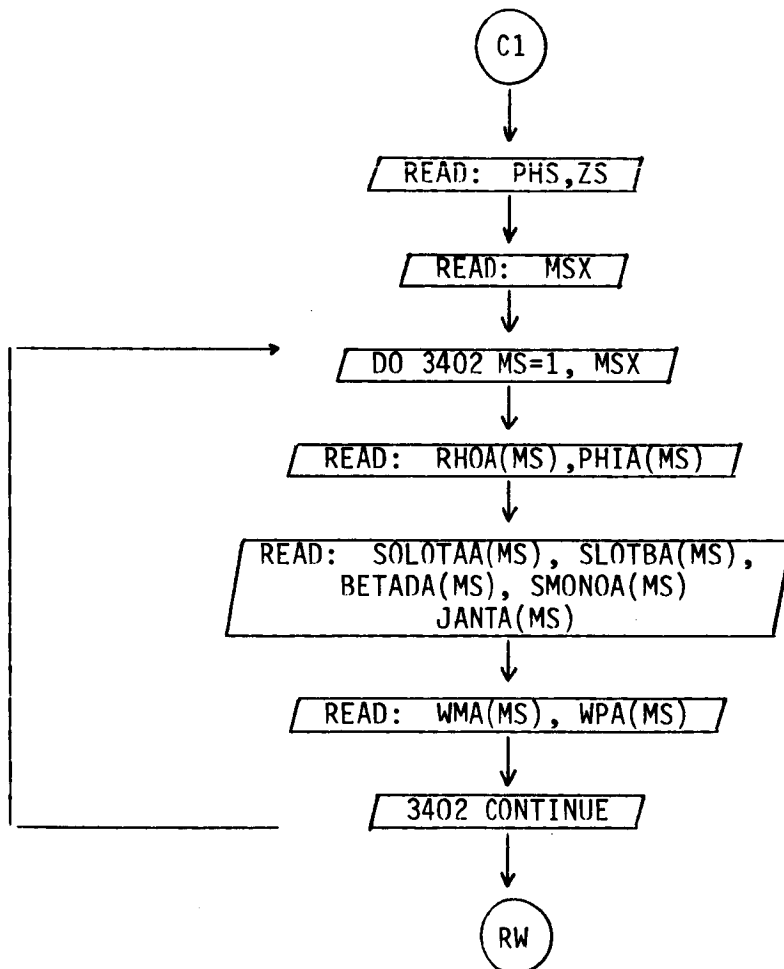 C1
READ: PHS,ZS
READ: MSX
DO 3402 MS=1, MSX
READ: RHOA(MS),PHIA(MS)
READ: SOLOTAA(MS), SLOTBA(MS),
BETADA(MS), SMONOA(MS)
JANTA(MS)
READ: WMA(MS), WPA(MS)
3402 CONTINUE
RW